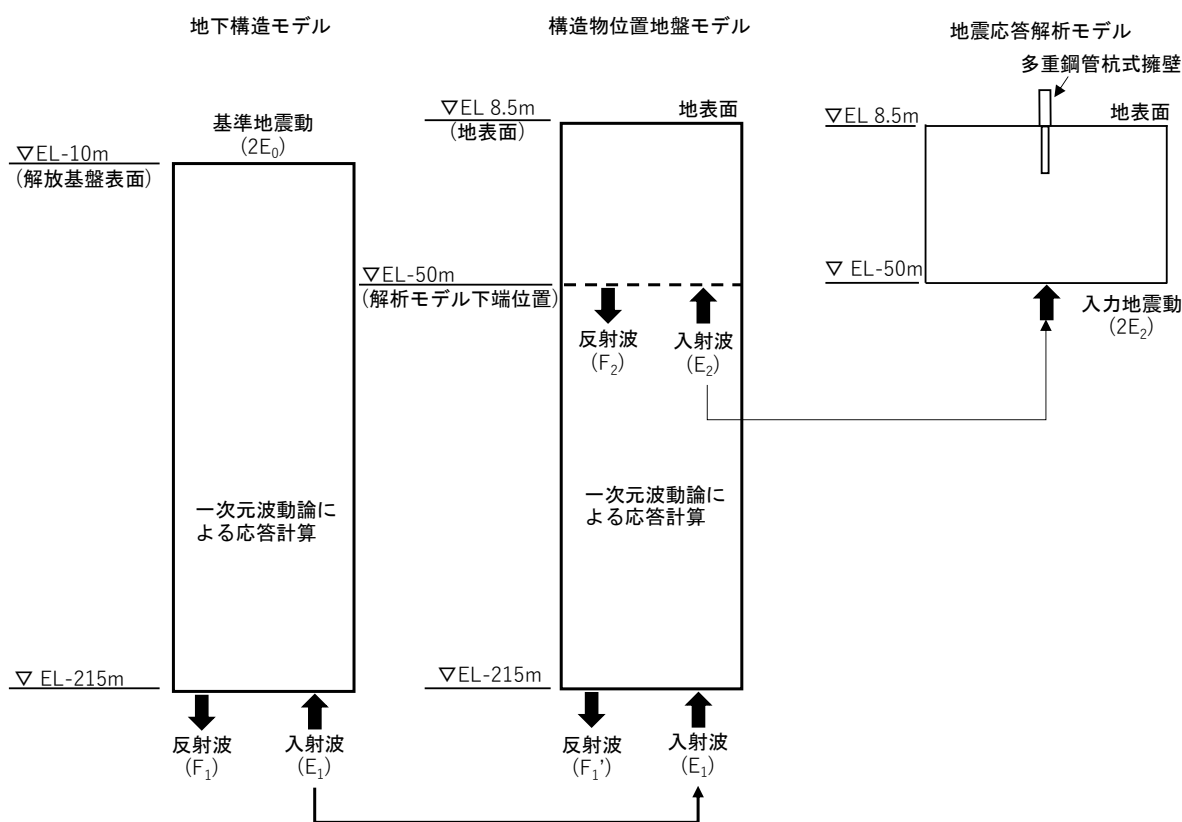 地下構造モデル
基準地震動
(2E₀)
▽EL-10m
(解放基盤表面)
一次元波動論に
よる応答計算
▽ EL-215m
反射波
(F₁)
入射波
(E₁)
構造物位置地盤モデル
▽EL 8.5m
(地表面)
地表面
▽EL-50m
(解析モデル下端位置)
反射波
(F₂)
入射波
(E₂)
一次元波動論に
よる応答計算
▽EL-215m
反射波
(F₁')
入射波
(E₁)
地震応答解析モデル
多重鋼管杭式擁壁
▽EL 8.5m
地表面
▽ EL-50m
入力地震動
(2E₂)